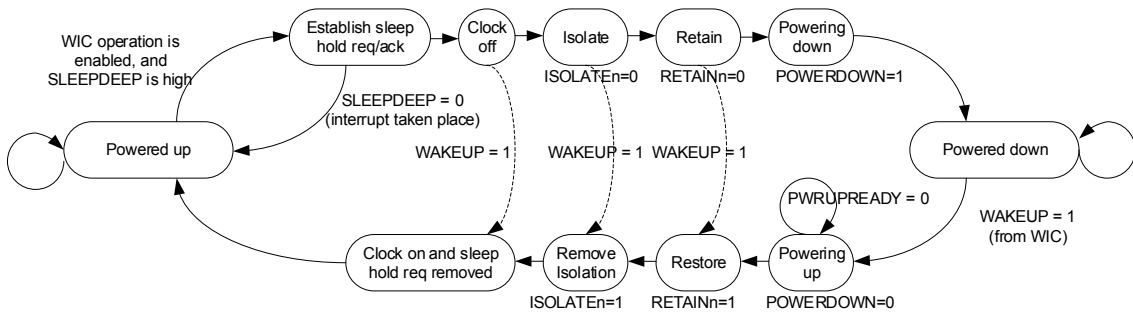 Establish sleep
hold req/ack
Clock
off
Isolate
Retain
Powering
down
WIC operation is
enabled, and
SLEEPDEEP is high
ISOLATEn=0
RETAINn=0
POWERDOWN=1
SLEEPDEEP = 0
(interrupt taken place)
Powered up
WAKEUP = 1
WAKEUP = 1
WAKEUP = 1
Powered down
PWRUPREADY = 0
WAKEUP = 1
(from WIC)
Clock on and sleep
hold req removed
Remove
Isolation
Restore
Powering
up
ISOLATEn=1
RETAINn=1
POWERDOWN=0